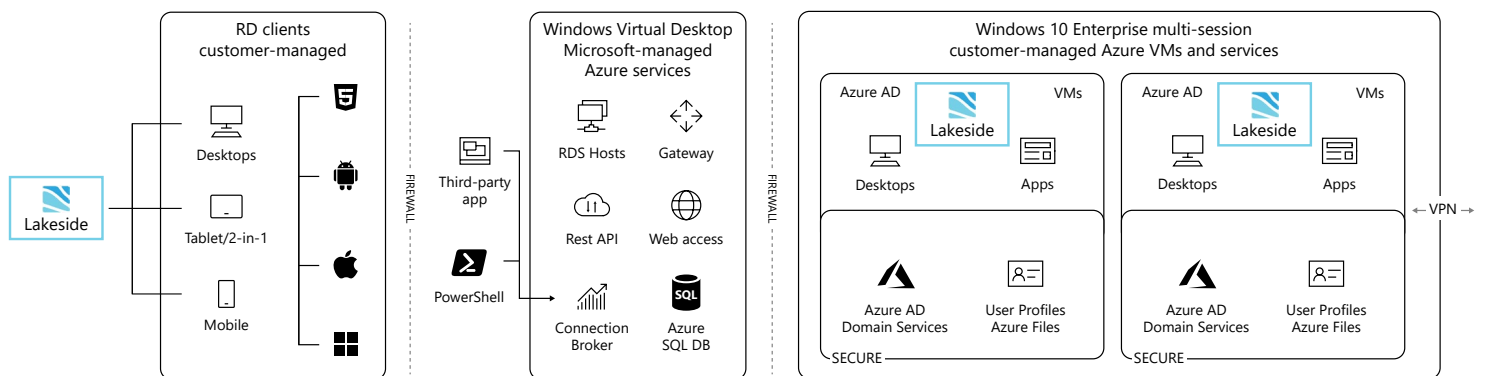 Lakeside
RD clients
customer-managed
Desktops
Tablet/2-in-1
Mobile
5
FIREWALL
Third-party
app
PowerShell
Windows Virtual Desktop
Microsoft-managed
Azure services
RDS Hosts
Gateway
Rest API
Web access
Connection
Broker
SQL
Azure
SQL DB
FIREWALL
Windows 10 Enterprise multi-session
customer-managed Azure VMs and services
Azure AD
Lakeside
VMs
Desktops
Apps
Azure AD
Domain Services
User Profiles
Azure Files
SECURE
Azure AD
Lakeside
VMs
Desktops
Apps
Azure AD
Domain Services
User Profiles
Azure Files
SECURE
VPN